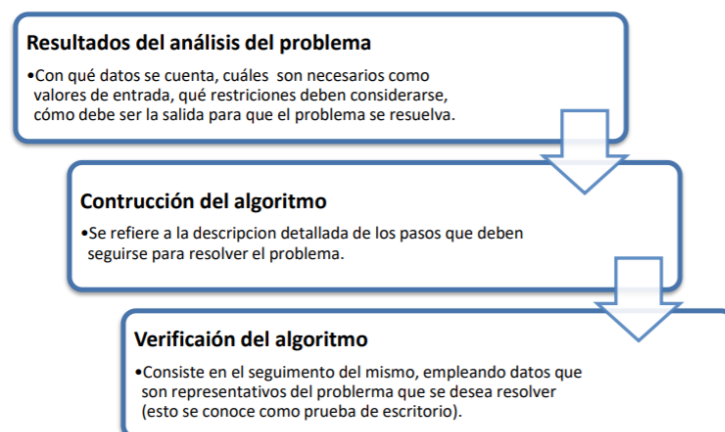 Resultados del análisis del problema
•Con qué datos se cuenta, cuáles son necesarios como
valores de entrada, qué restriciones deben considerarse,
cómo debe ser la salida para que el problema se resuelva.
Contrucción del algoritmo
•Se refiere a la descripcion detallada de los pasos que deben
seguirse para resolver el problema.
Verificaión del algoritmo
•Consiste en el seguimento del mismo, empleando datos que
son representativos del problerma que se desea resolver
(esto se conoce como prueba de escritorio).